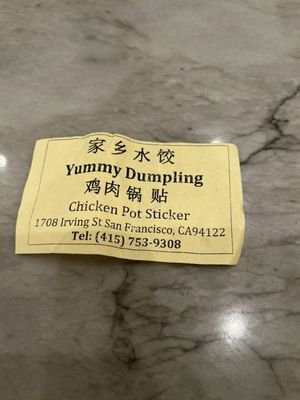 家乡水饺
Yummy Dumpling
鸡肉锅贴
Chicken Pot Sticker
1708 Irving St San Francisco, CA94122
Tel: (415) 753-9308